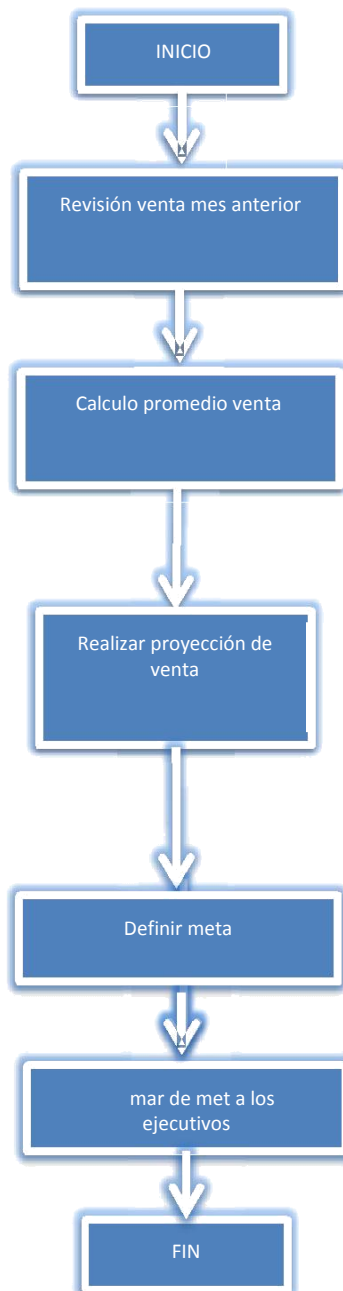 INICIO
Revisión venta mes anterior
Calculo promedio venta
Realizar proyección de
venta
Definir meta
mar de met a los
ejecutivos
FIN